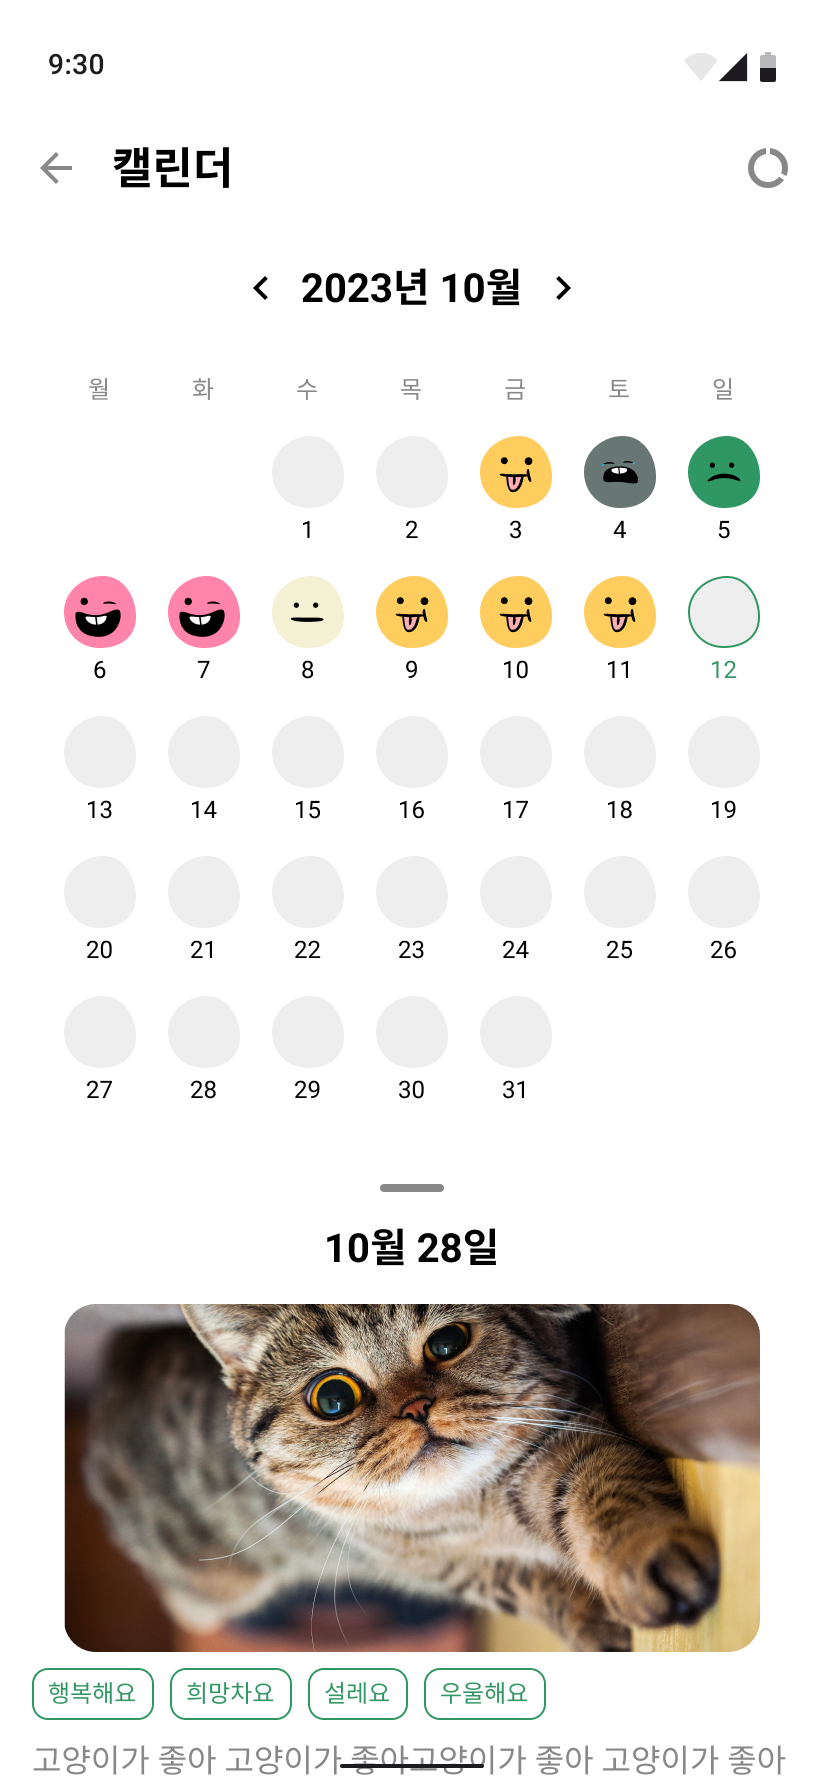 9:30
캘린더
2023년 10월
월 화 수 목 금 토 일
1 2 3 4 5
6 7 8 9 10 11 12
13 14 15 16 17 18 19
20 21 22 23 24 25 26
27 28 29 30 31
10월 28일
행복해요 희망차요 설레요 우울해요
고양이가 좋아 고양이가 좋아고양이가 좋아 고양이가 좋아